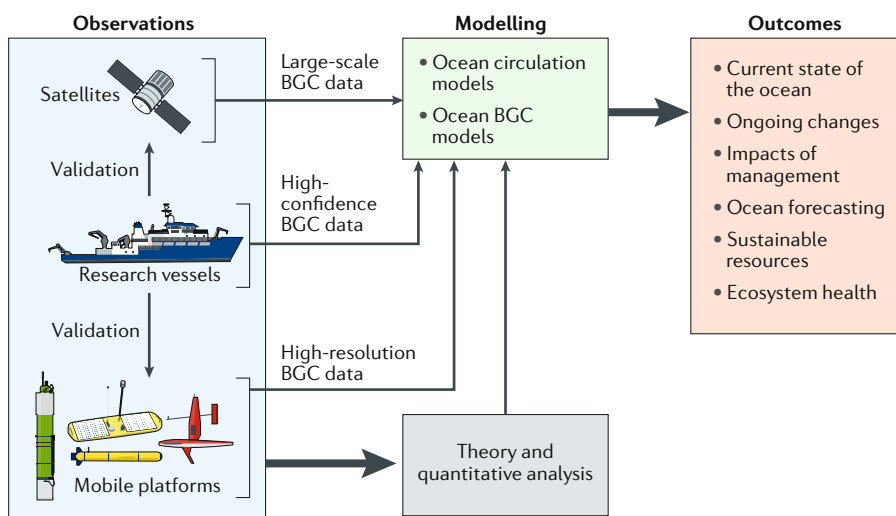 Observations
Satellites
Validation
Research vessels
Validation
Mobile platforms
Large-scale
BGC data
High-
confidence
BGC data
High-resolution
BGC data
Modelling
• Ocean circulation
models
• Ocean BGC
models
Theory and
quantitative analysis
Outcomes
• Current state of
the ocean
• Ongoing changes
• Impacts of
management
• Ocean forecasting
• Sustainable
resources
• Ecosystem health